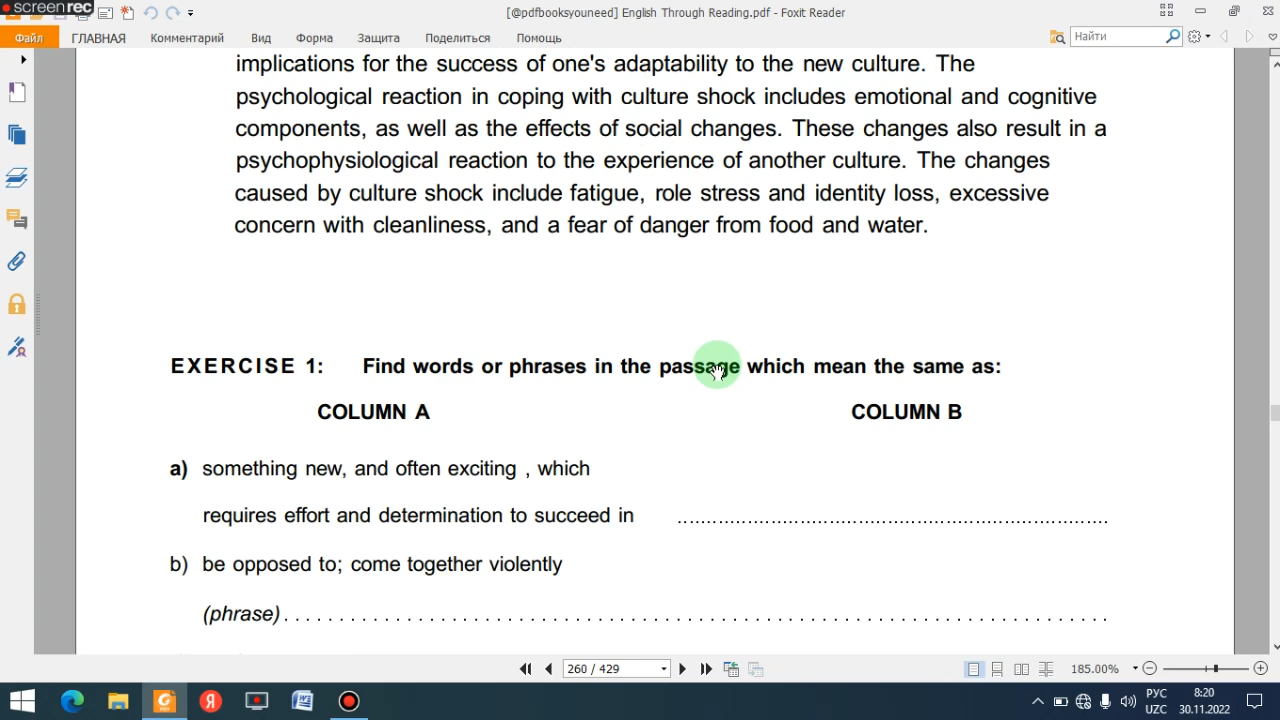 screenrec
[@pdfbooksyouneed] English Through Reading.pdf - Foxit Reader
Файл ГЛАВНАЯ Комментарий Вид Форма Защита Поделиться Помощь Найти
implications for the success of one's adaptability to the new culture. The
psychological reaction in coping with culture shock includes emotional and cognitive
components, as well as the effects of social changes. These changes also result in a
psychophysiological reaction to the experience of another culture. The changes
caused by culture shock include fatigue, role stress and identity loss, excessive
concern with cleanliness, and a fear of danger from food and water.
EXERCISE 1: Find words or phrases in the passage which mean the same as:
COLUMN A COLUMN B
a) something new, and often exciting , which
requires effort and determination to succeed in ..........................................................................
b) be opposed to; come together violently
(phrase) . . . . . . . . . . . . . . . . . . . . . . . . . . . . . . . . . . . . . . . . . . . . . . . . . . . . . . . . . . . . . . . . . . . .
260 / 429 185.00%
РУС 8:20
UZC 30.11.2022